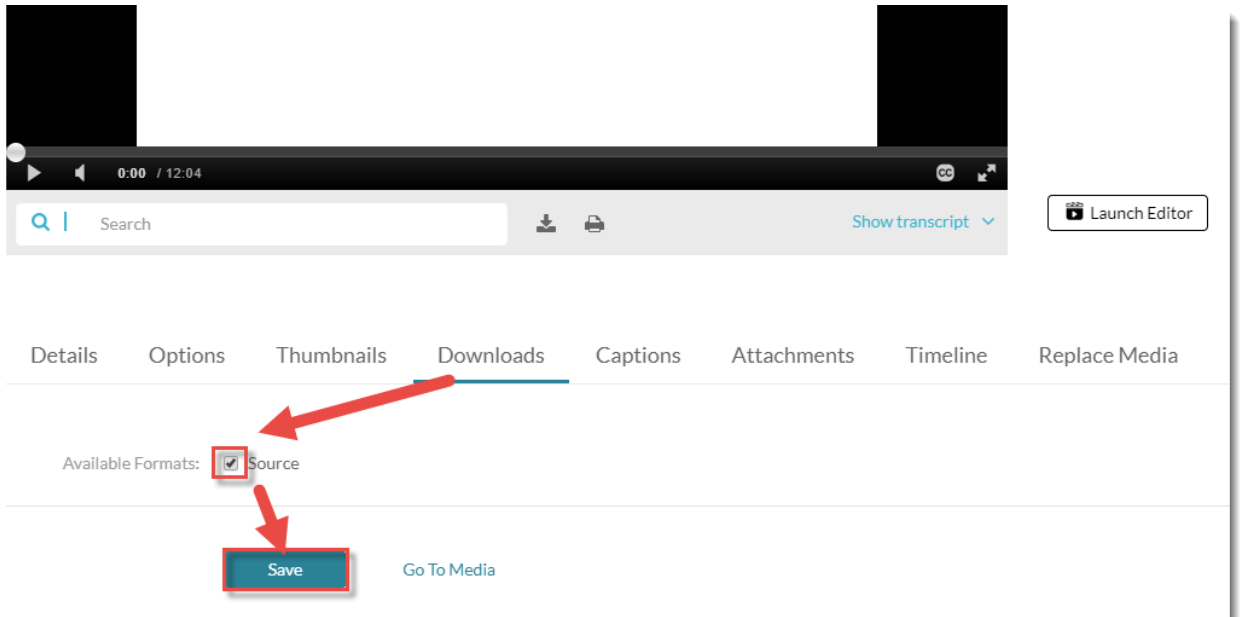 0:00 / 12:04
CC
Search
Show transcript
Launch Editor
Details Options Thumbnails Downloads Captions Attachments Timeline Replace Media
Available Formats: Source
Save Go To Media